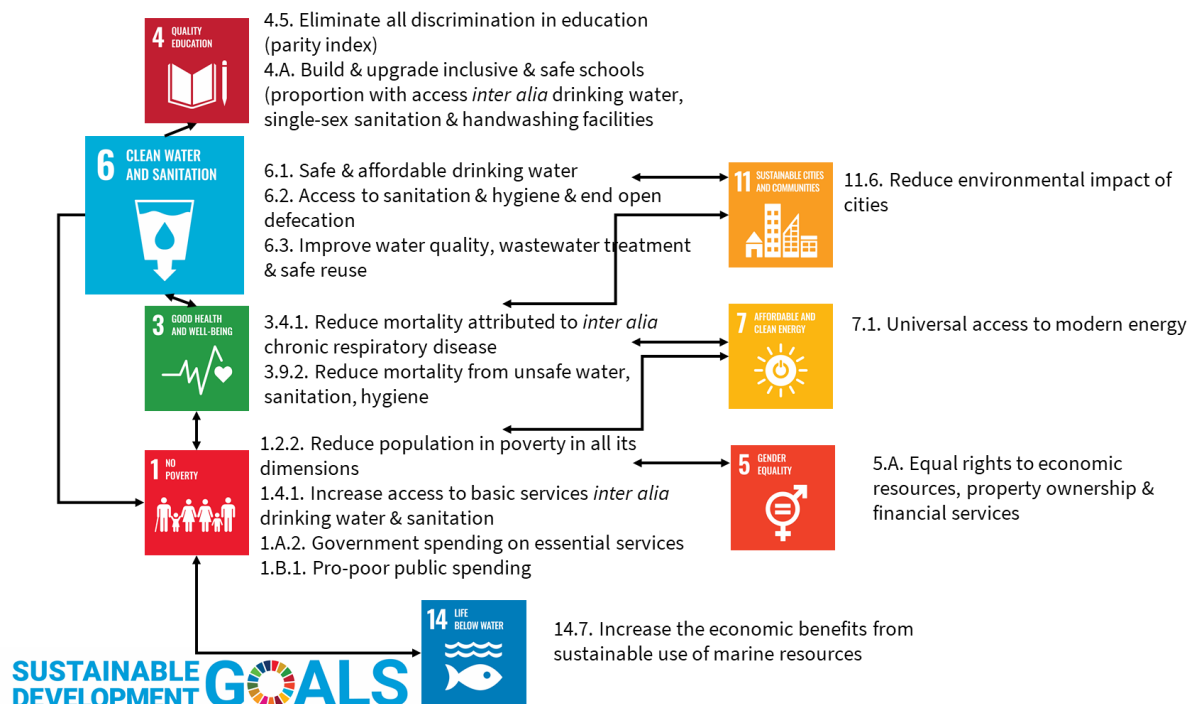 4 QUALITY
EDUCATION
4.5. Eliminate all discrimination in education
(parity index)
4.A. Build & upgrade inclusive & safe schools
(proportion with access inter alia drinking water,
single-sex sanitation & handwashing facilities
6 CLEAN WATER
AND SANITATION
6.1. Safe & affordable drinking water
6.2. Access to sanitation & hygiene & end open
defecation
6.3. Improve water quality, wastewater treatment
& safe reuse
11 SUSTAINABLE CITIES
AND COMMUNITIES
11.6. Reduce environmental impact of
cities
3 GOOD HEALTH
AND WELL-BEING
3.4.1. Reduce mortality attributed to inter alia
chronic respiratory disease
3.9.2. Reduce mortality from unsafe water,
sanitation, hygiene
7 AFFORDABLE AND
CLEAN ENERGY
7.1. Universal access to modern energy
1 NO
POVERTY
1.2.2. Reduce population in poverty in all its
dimensions
1.4.1. Increase access to basic services inter alia
drinking water & sanitation
1.A.2. Government spending on essential services
1.B.1. Pro-poor public spending
5 GENDER
EQUALITY
5.A. Equal rights to economic
resources, property ownership &
financial services
14 LIFE
BELOW WATER
14.7. Increase the economic benefits from
sustainable use of marine resources
SUSTAINABLE
DEVELOPMENT
GOALS